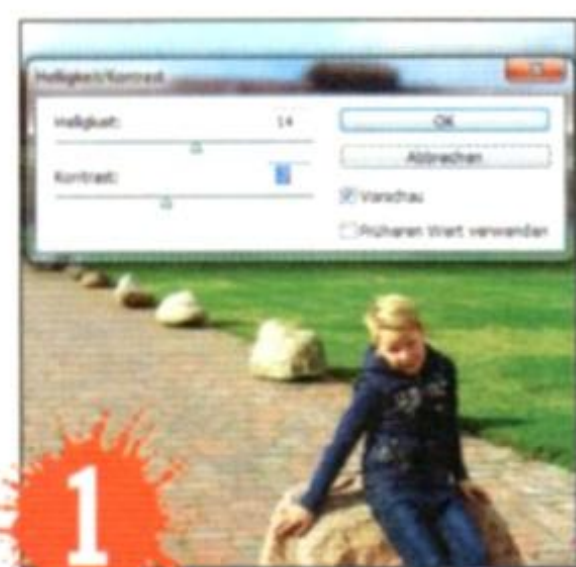 Helligkeit/Kontrast
Helligkeit: 14
Kontrast:
OK
Abbrechen
Vorschau
Früheren Wert verwenden
1